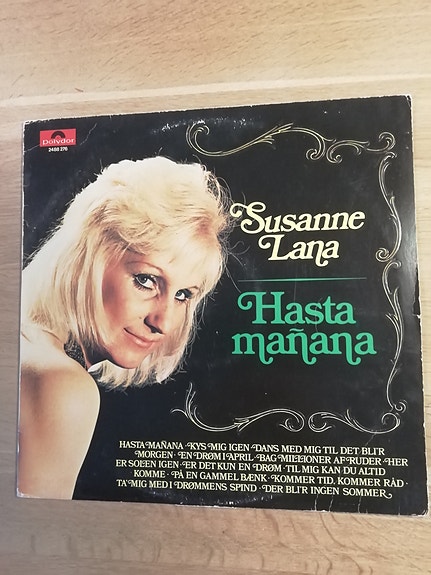 Polydor
2488 276
Susanne
Lana
Hasta
mañana
HASTA MAÑANA · KYS MIG IGEN · DANS MED MIG TIL DET BLI'R
MORGEN · EN DRØM I APRIL · BAG MILLIONER AF RUDER · HER
ER SOLEN IGEN · ER DET KUN EN DRØM · TIL MIG KAN DU ALTID
KOMME · PÅ EN GAMMEL BÆNK · KOMMER TID, KOMMER RÅD ·
TA' MIG MED I DRØMMENS SPIND · DER BLI'R INGEN SOMMER